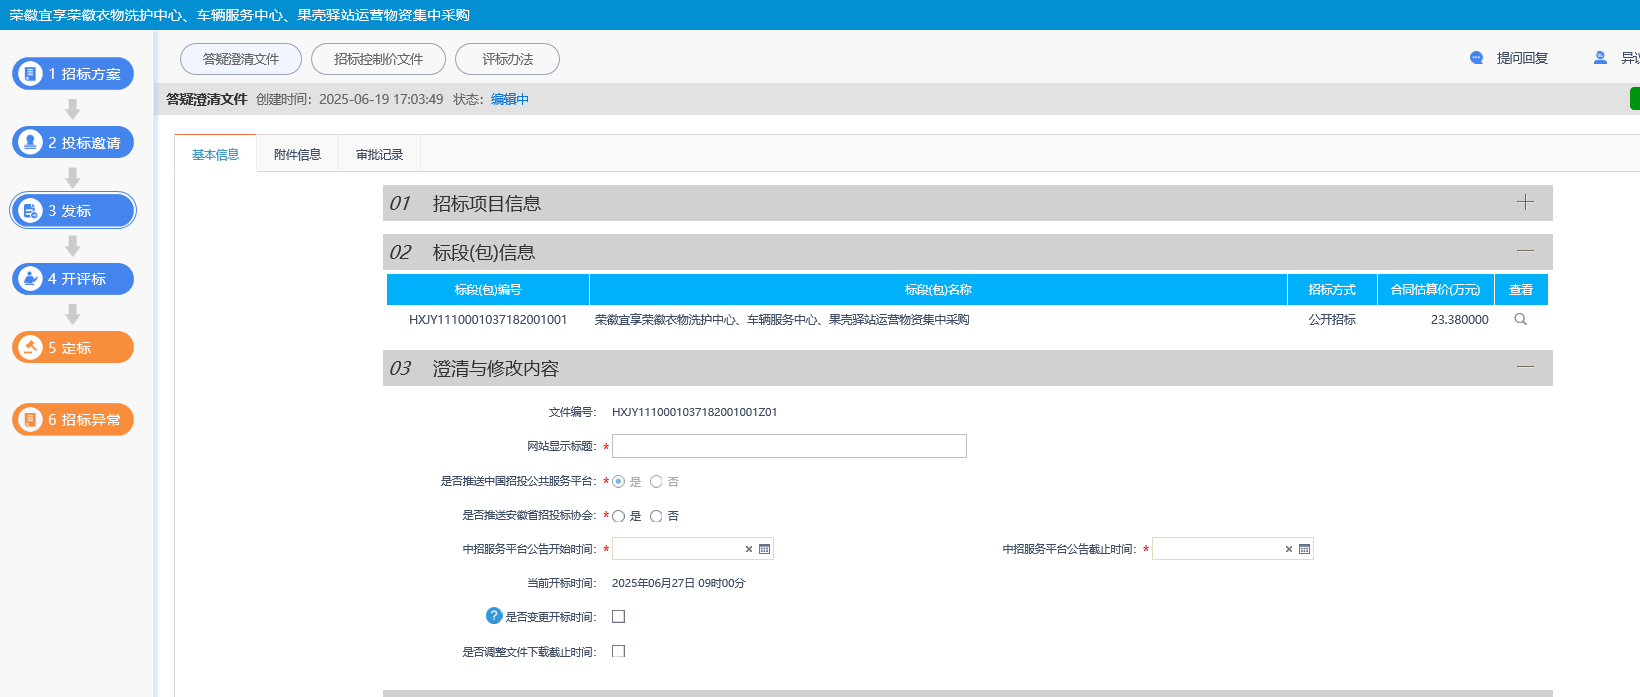 荣徽宜享荣徽衣物洗护中心、车辆服务中心、果壳驿站运营物资集中采购
1 招标方案
2 投标邀请
3 发标
4 开评标
5 定标
6 招标异常
答疑澄清文件 招标控制价文件 评标办法 提问回复
答疑澄清文件 创建时间：2025-06-19 17:03:49 状态：编辑中
基本信息 附件信息 审批记录
01 招标项目信息
02 标段(包)信息
标段(包)编号 标段(包)名称 招标方式 合同估算价(万元) 查看
HXJY1110001037182001001 荣徽宜享荣徽衣物洗护中心、车辆服务中心、果壳驿站运营物资集中采购 公开招标 23.380000
03 澄清与修改内容
文件编号： HXJY1110001037182001001Z01
网站显示标题：*
是否推送中国招投公共服务平台：* 是 否
是否推送安徽省招投标协会：* 是 否
中招服务平台公告开始时间：* 中招服务平台公告截止时间：*
当前开标时间： 2025年06月27日 09时00分
? 是否变更开标时间：
是否调整文件下载截止时间：